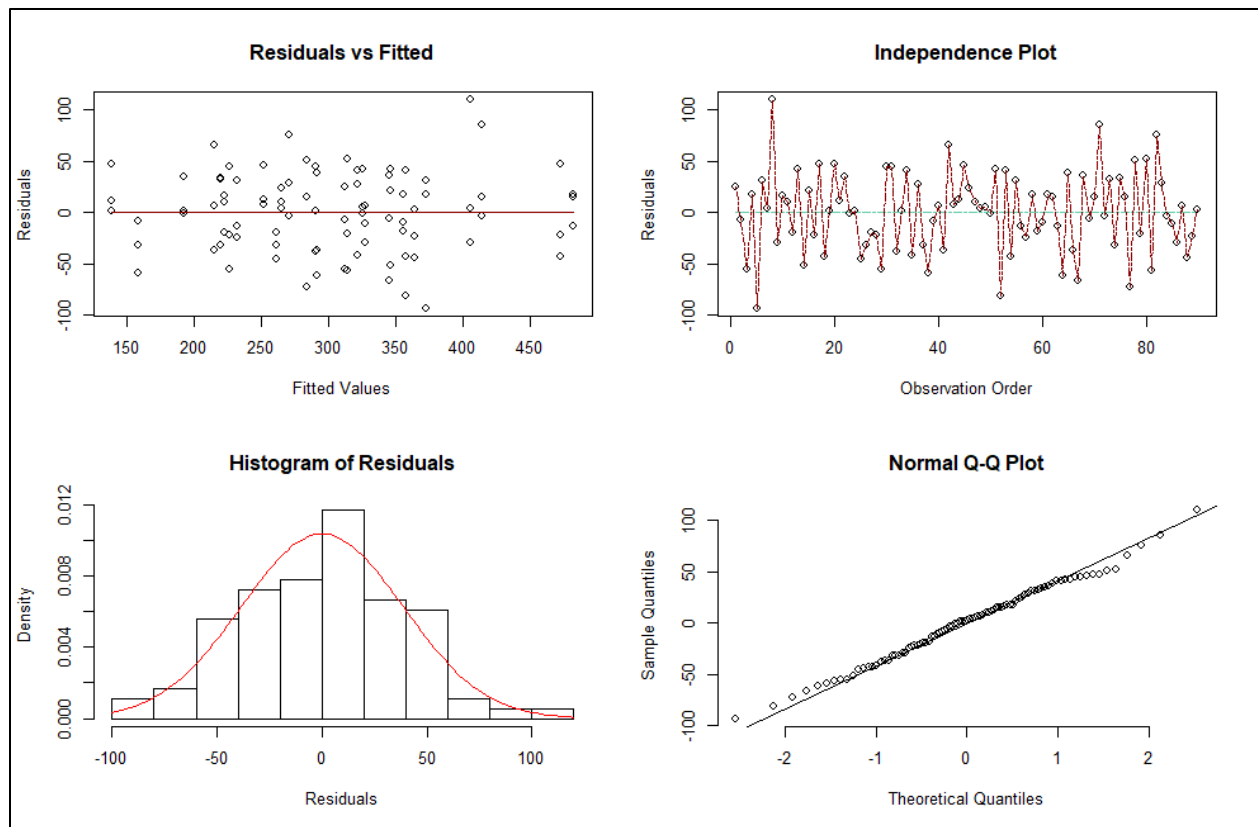 Residuals vs Fitted
Residuals
-100 -50 0 50 100
150 200 250 300 350 400 450
Fitted Values
Independence Plot
Residuals
-100 -50 0 50 100
0 20 40 60 80
Observation Order
Histogram of Residuals
Density
0.000 0.004 0.008 0.012
-100 -50 0 50 100
Residuals
Normal Q-Q Plot
Sample Quantiles
-100 -50 0 50 100
-2 -1 0 1 2
Theoretical Quantiles